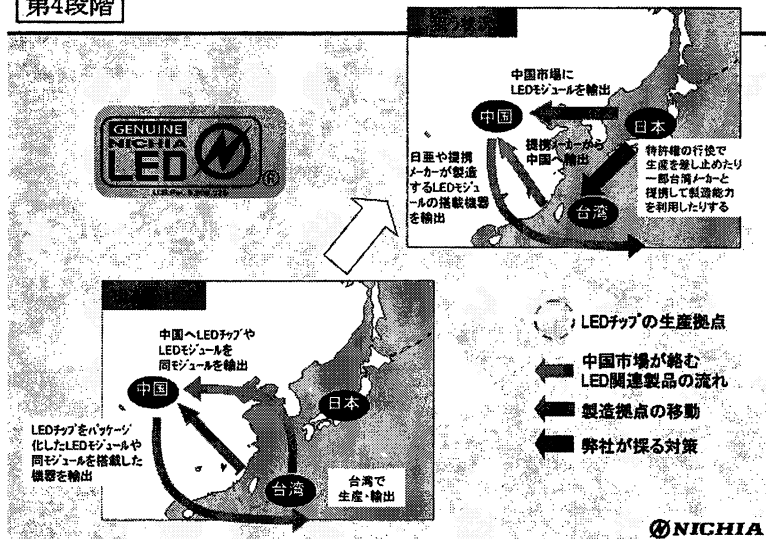 第4段階
中国市場に
LEDモジュールを輸出
中国
日本
提携メーカーから
中国へ輸出
日亜や提携
メーカーが製造
するLEDモジュ
ールの搭載機器
を輸出
特許権の行使で
生産を差し止めたり
一部台湾メーカーと
提携して製造能力
を利用したりする
台湾
GENUINE
NICHIA
LED
®
中国へLEDチップや
LEDモジュールを
同モジュールを輸出
中国
日本
LEDチップをパッケージ
化したLEDモジュールや
同モジュールを搭載した
機器を輸出
台湾
台湾で
生産・輸出
LEDチップの生産拠点
中国市場が絡む
LED関連製品の流れ
製造拠点の移動
弊社が採る対策
NICHIA